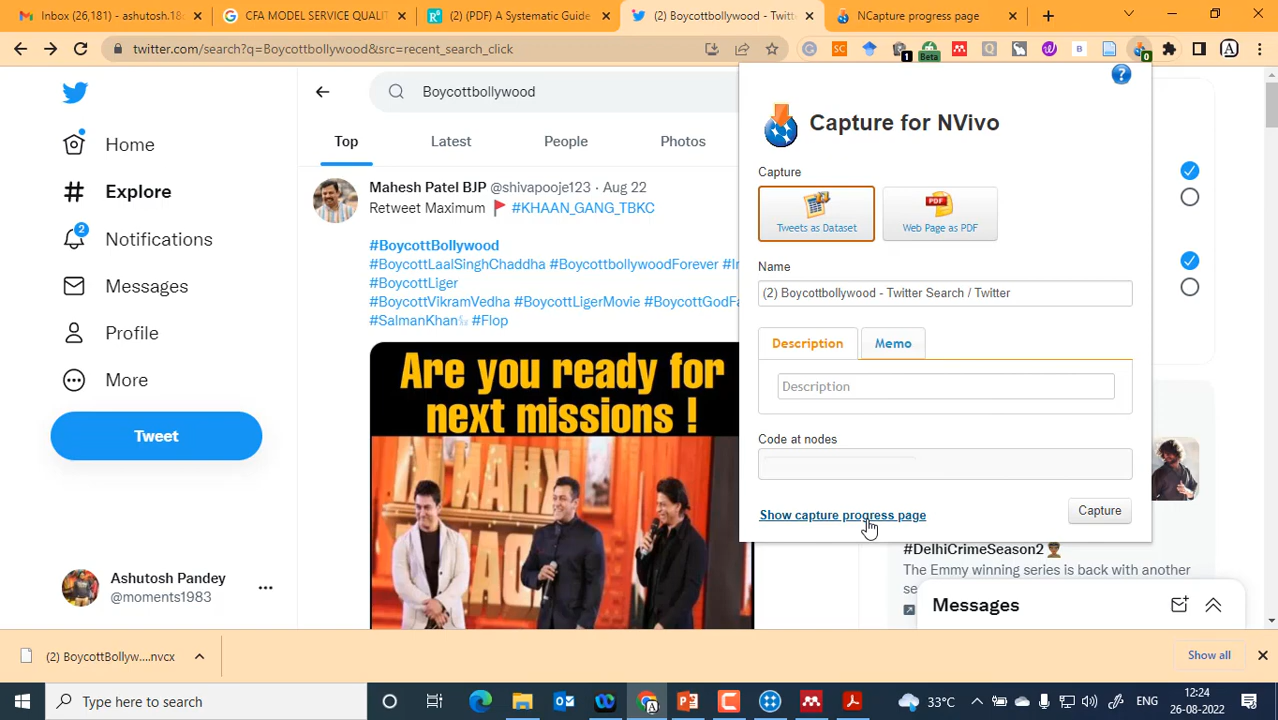 Inbox (26,181) - ashutosh.18
CFA MODEL SERVICE QUALIT
(2) (PDF) A Systematic Guide
(2) Boycottbollywood - Twitt
NCapture progress page
twitter.com/search?q=Boycottbollywood&src=recent_search_click
Boycottbollywood
Home
Explore
2
Notifications
Messages
Profile
More
Tweet
Ashutosh Pandey
@moments1983
Top
Latest
People
Photos
Mahesh Patel BJP @shivapooje123 · Aug 22
Retweet Maximum #KHAAN_GANG_TBKC
#BoycottBollywood
#BoycottLaalSinghChaddha #BoycottbollywoodForever #In
#BoycottLiger
#BoycottVikramVedha #BoycottLigerMovie #BoycottGodFa
#SalmanKhan #Flop
Are you ready for
next missions !
Capture for NVivo
Capture
Tweets as Dataset
PDF
Web Page as PDF
Name
(2) Boycottbollywood - Twitter Search / Twitter
Description
Memo
Description
Code at nodes
Show capture progress page
Capture
#DelhiCrimeSeason2
The Emmy winning series is back with another
se
Messages
(2) BoycottBollyw....nvcx
Show all
Type here to search
33°C
ENG
12:24
26-08-2022